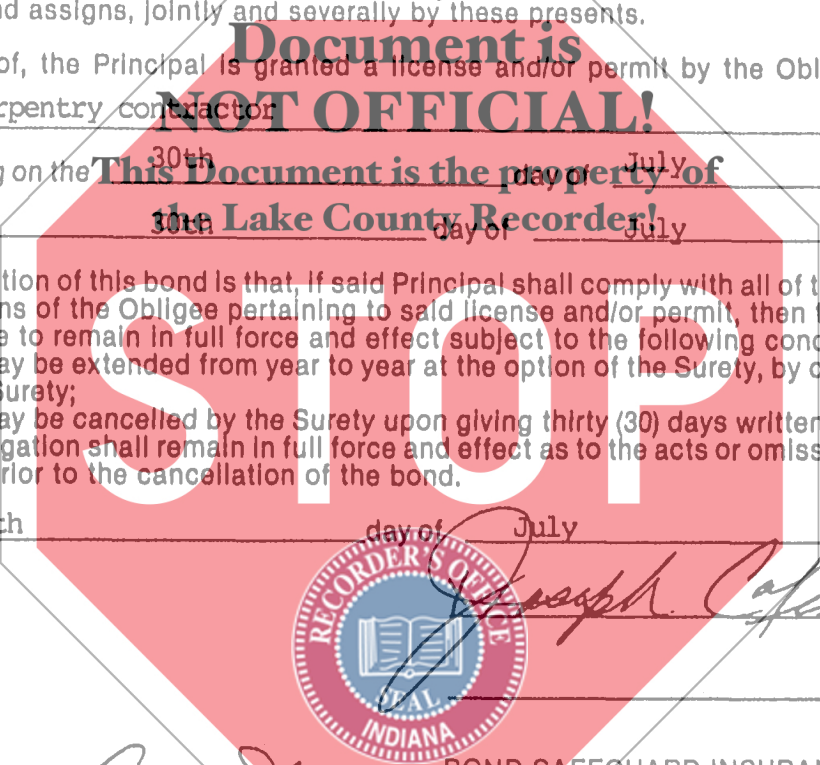 d assigns, jointly and severally by these presents.
Document is
of, the Principal is granted a license and/or permit by the Obl
rpentry contractor
NOT OFFICIAL!
30th July
g on the day of
This Document is the property of
the Lake County Recorder!
30th day of July
tion of this bond is that, if said Principal shall comply with all of t
ns of the Obligee pertaining to said license and/or permit, then t
e to remain in full force and effect subject to the following cond
ay be extended from year to year at the option of the Surety, by c
Surety;
ay be cancelled by the Surety upon giving thirty (30) days written
gation shall remain in full force and effect as to the acts or omiss
rior to the cancellation of the bond.
STOP
th day of July
Joseph
RECORDER'S OFFICE
SEAL
INDIANA
BOND SAFEGUARD INSURA